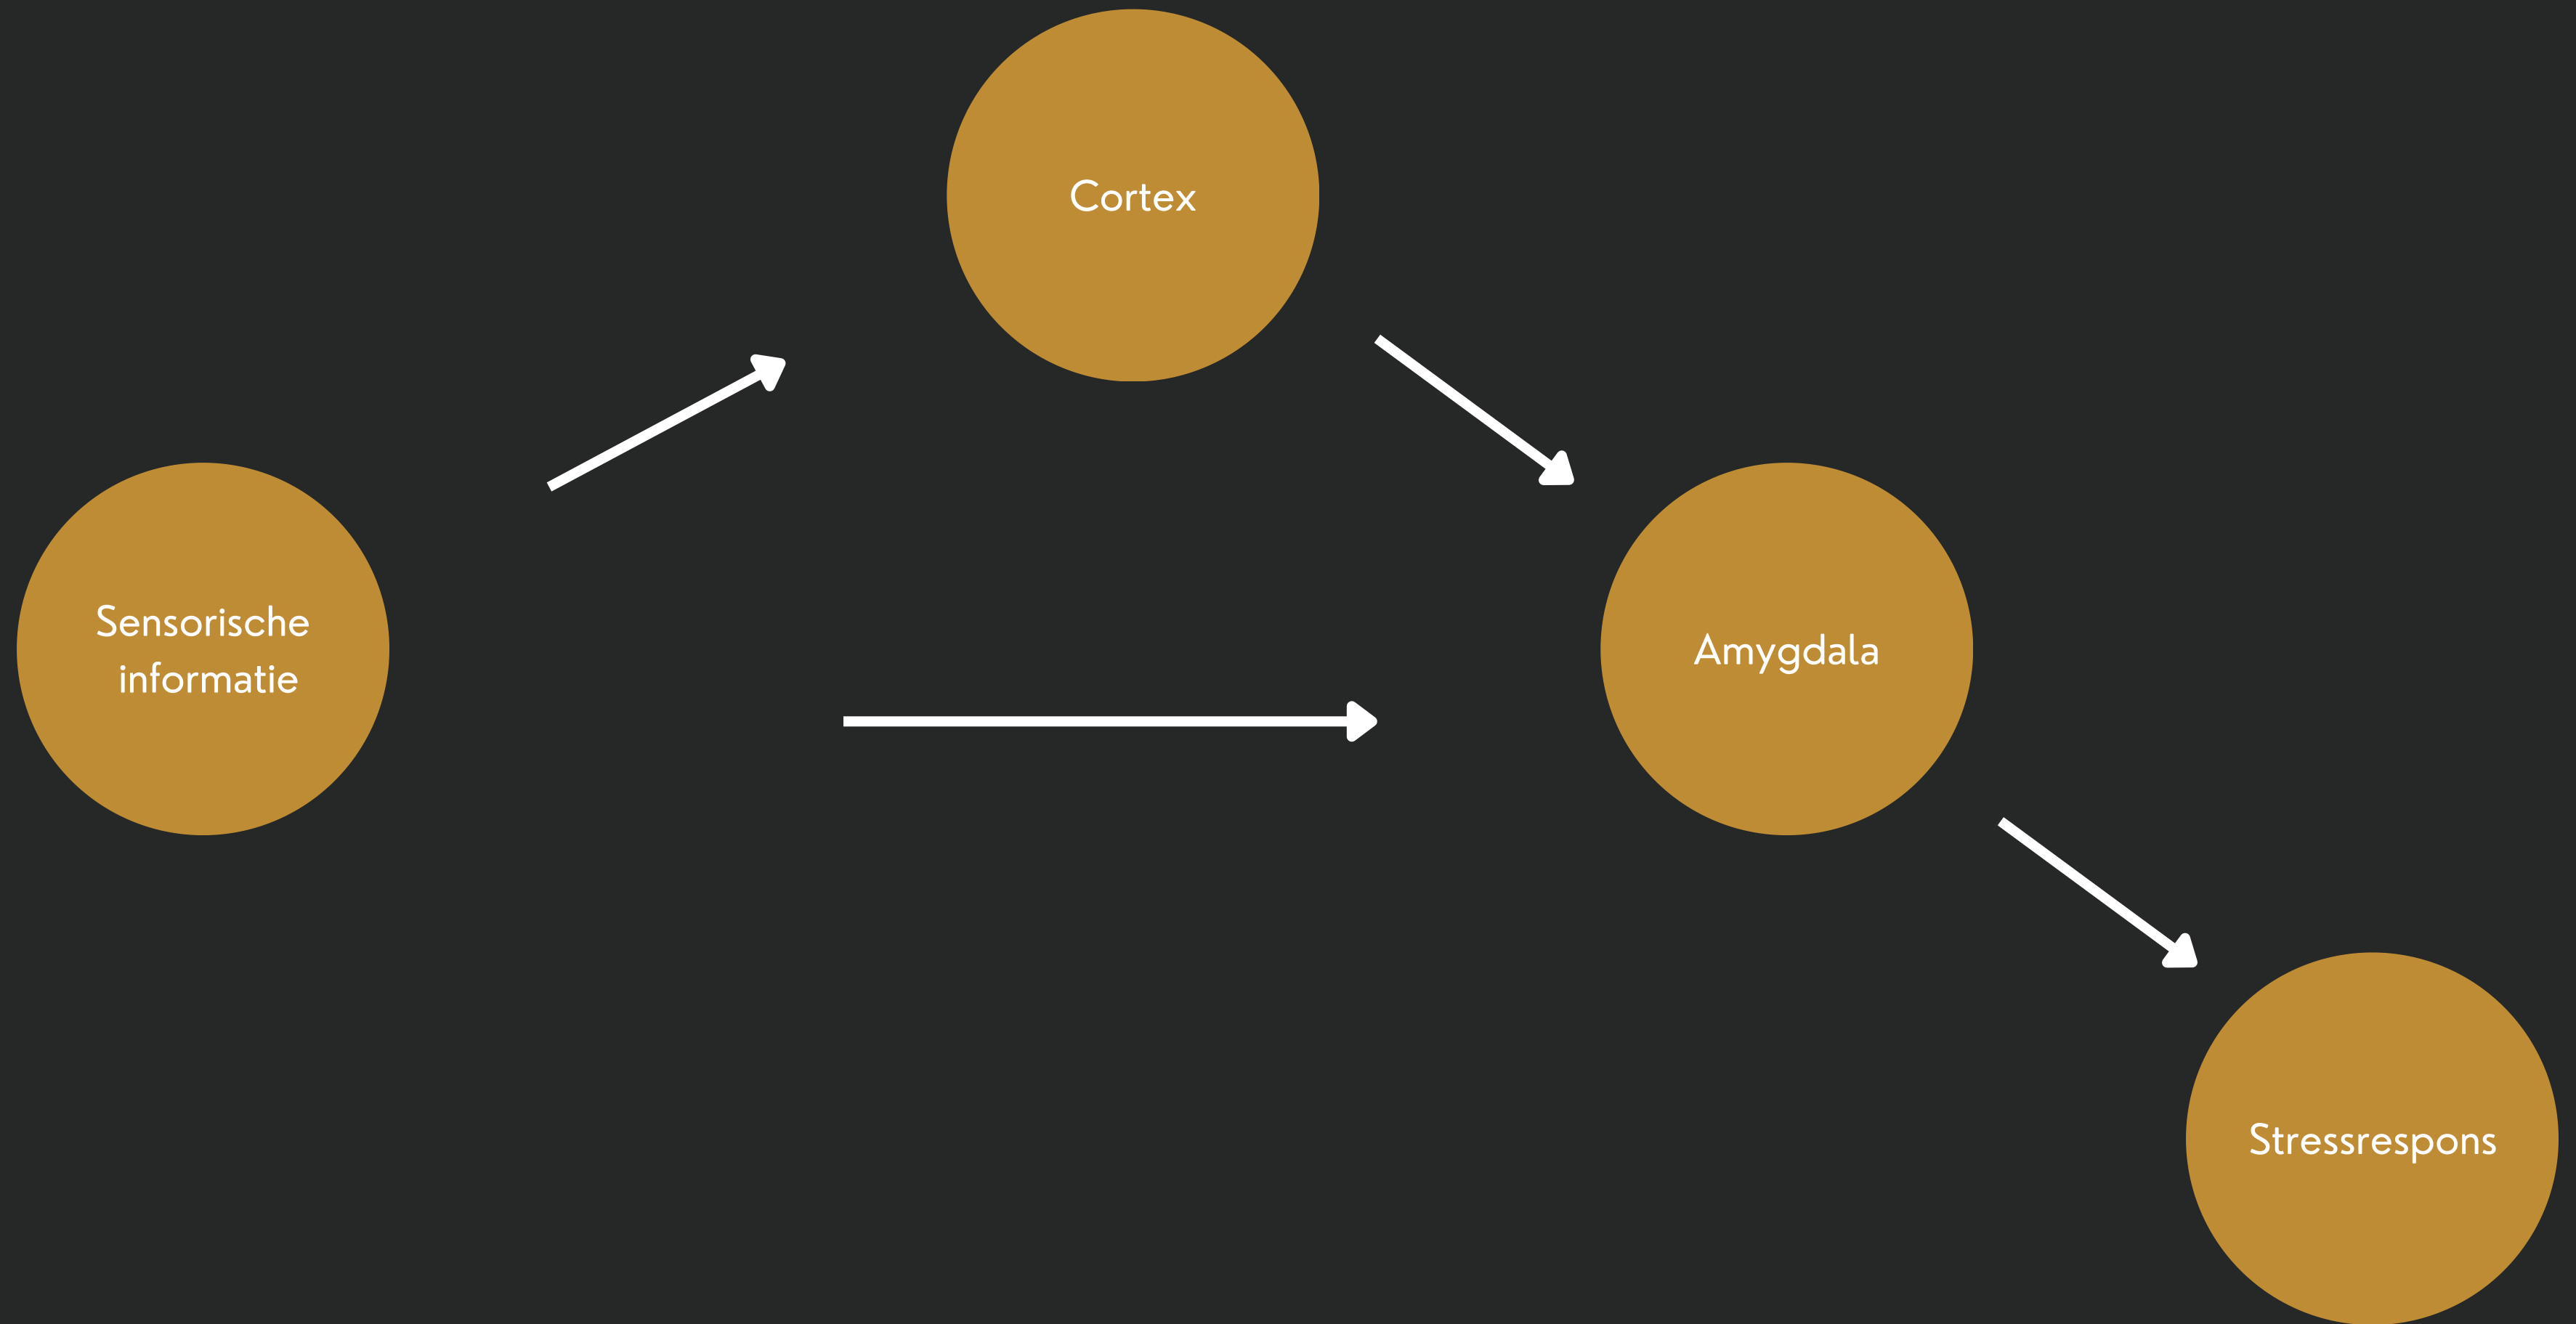 Cortex
Sensorische
informatie
Amygdala
Stressrespons